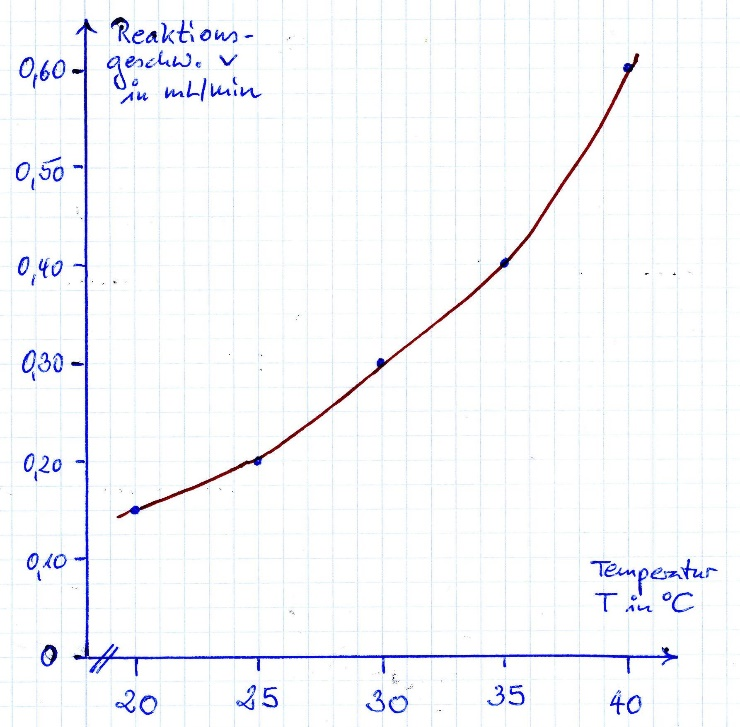 Reaktions-
geschw. v
in mL/min
0,60
0,50
0,40
0,30
0,20
0,10
0
Temperatur
T in °C
20 25 30 35 40